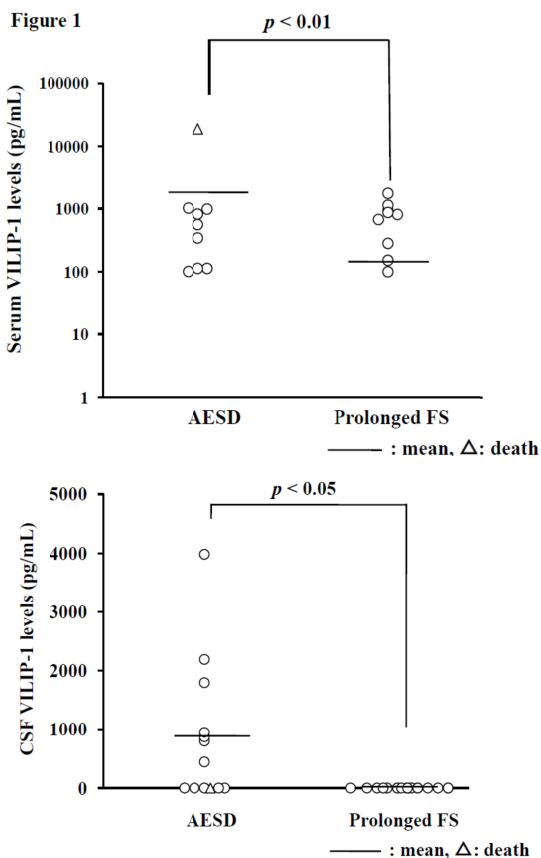 Figure 1
p < 0.01
Serum VILIP-1 levels (pg/mL)
100000
10000
1000
100
10
1
AESD Prolonged FS
: mean, △: death
p < 0.05
CSF VILIP-1 levels (pg/mL)
5000
4000
3000
2000
1000
0
AESD Prolonged FS
: mean, △: death